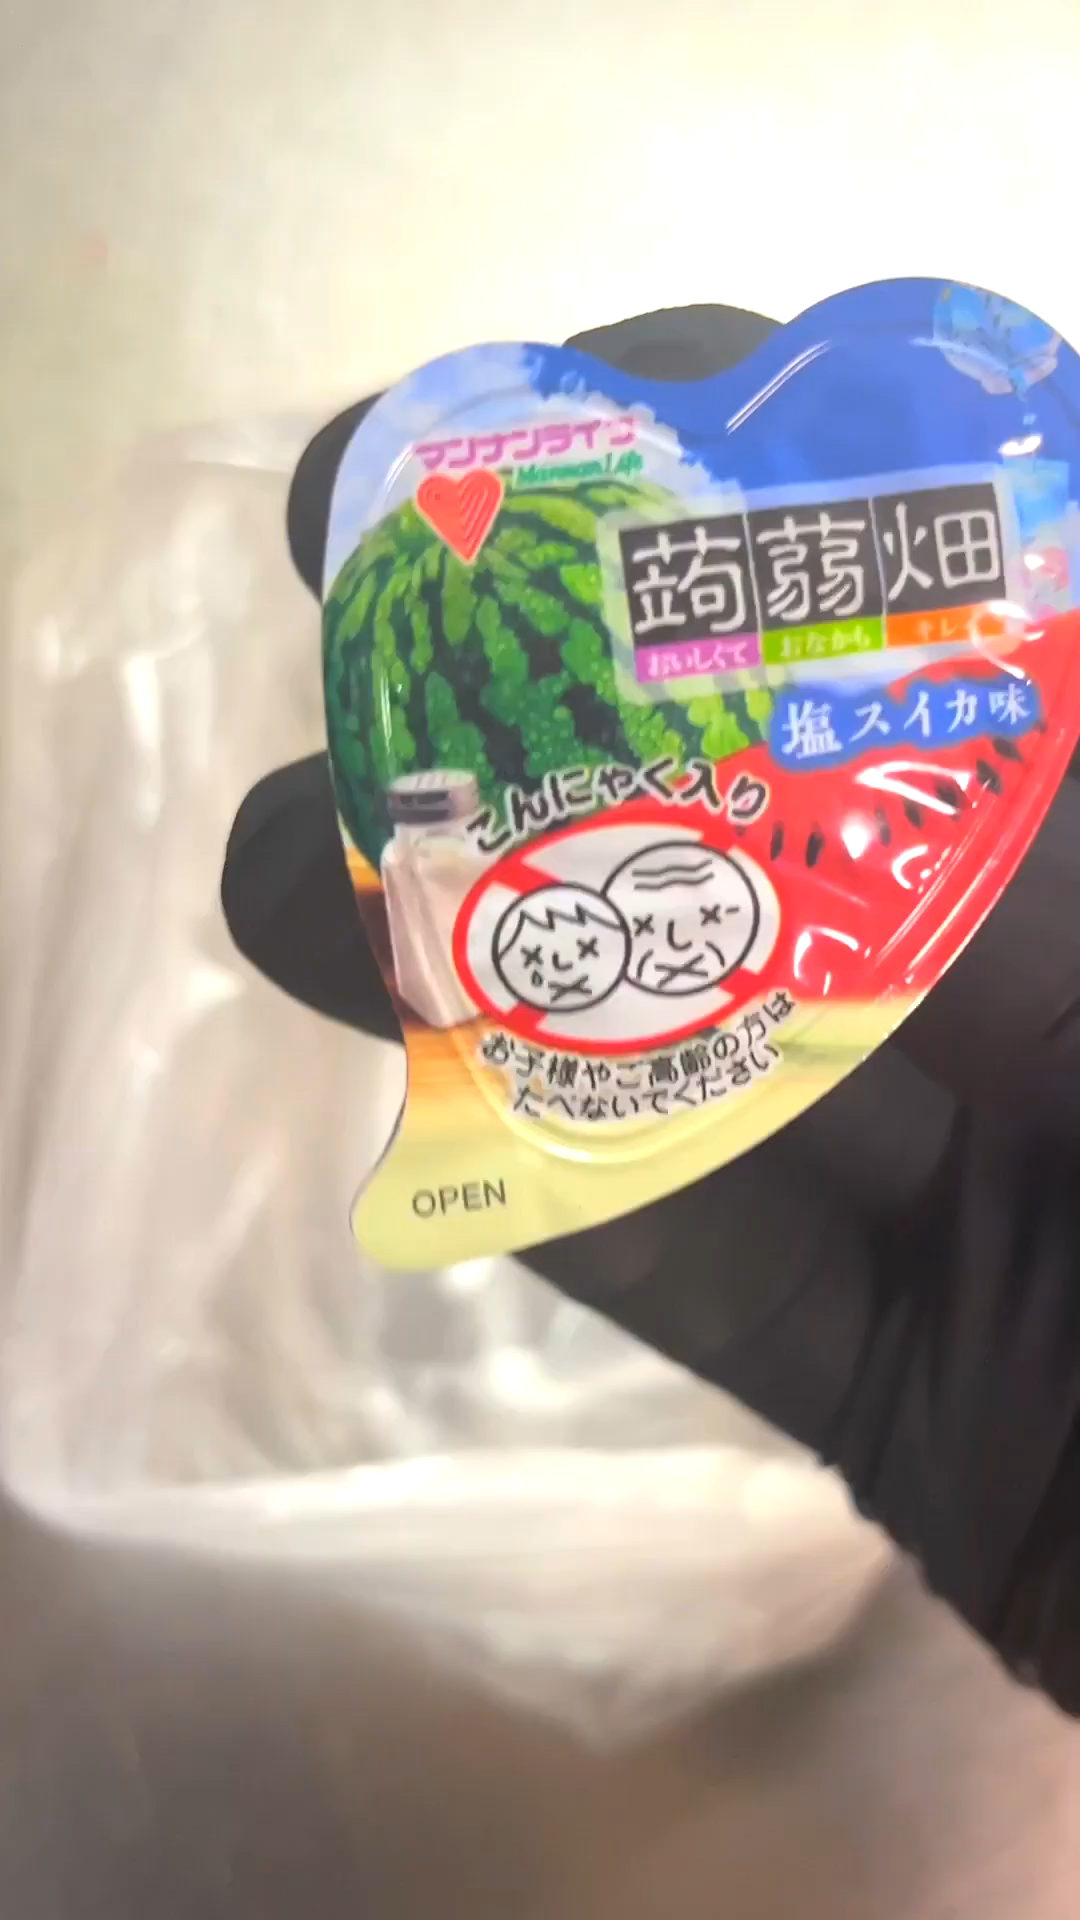 マンナンライフ
MannanLife
蒟蒻畑
おいしくて おなかも キレイ
塩スイカ味
こんにゃく入り
お子様やご高齢の方は
たべないでください
OPEN